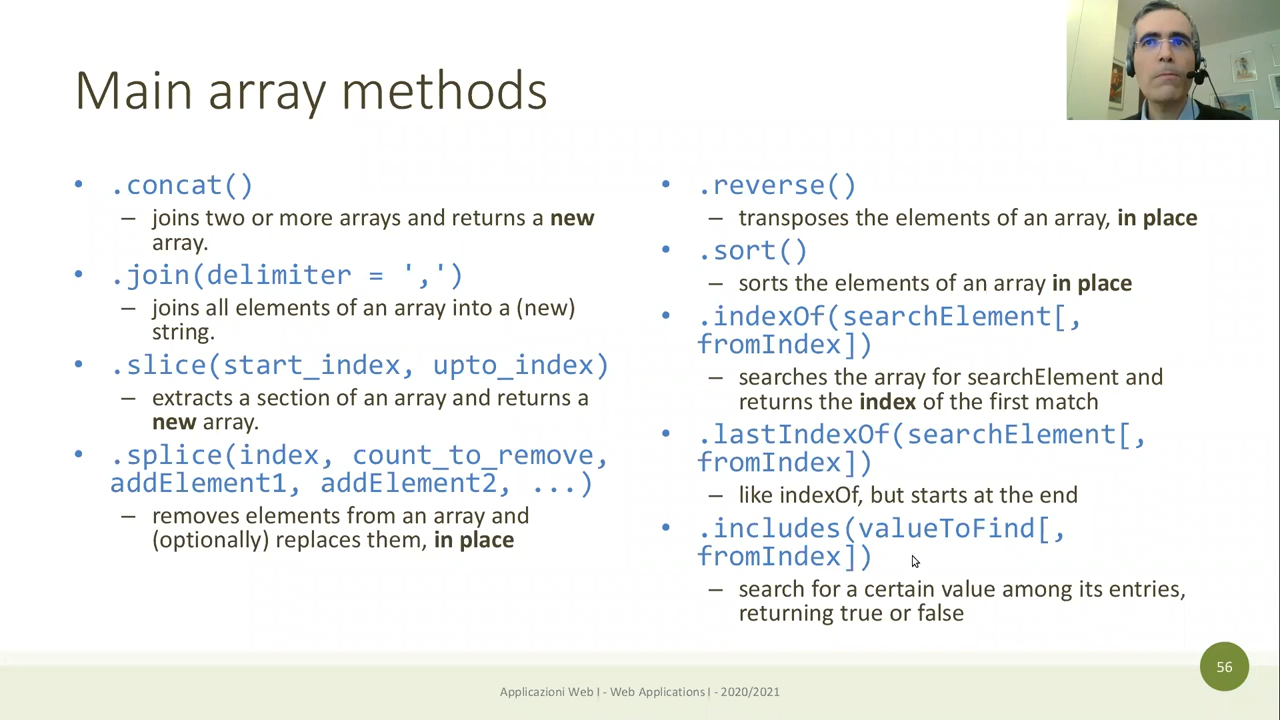 Main array methods
• .concat()
– joins two or more arrays and returns a new
array.
• .join(delimiter = ',')
– joins all elements of an array into a (new)
string.
• .slice(start_index, upto_index)
– extracts a section of an array and returns a
new array.
• .splice(index, count_to_remove,
addElement1, addElement2, ...)
– removes elements from an array and
(optionally) replaces them, in place
• .reverse()
– transposes the elements of an array, in place
• .sort()
– sorts the elements of an array in place
• .indexOf(searchElement[,
fromIndex])
– searches the array for searchElement and
returns the index of the first match
• .lastIndexOf(searchElement[,
fromIndex])
– like indexOf, but starts at the end
• .includes(valueToFind[,
fromIndex])
– search for a certain value among its entries,
returning true or false
Applicazioni Web I - Web Applications I - 2020/2021
56